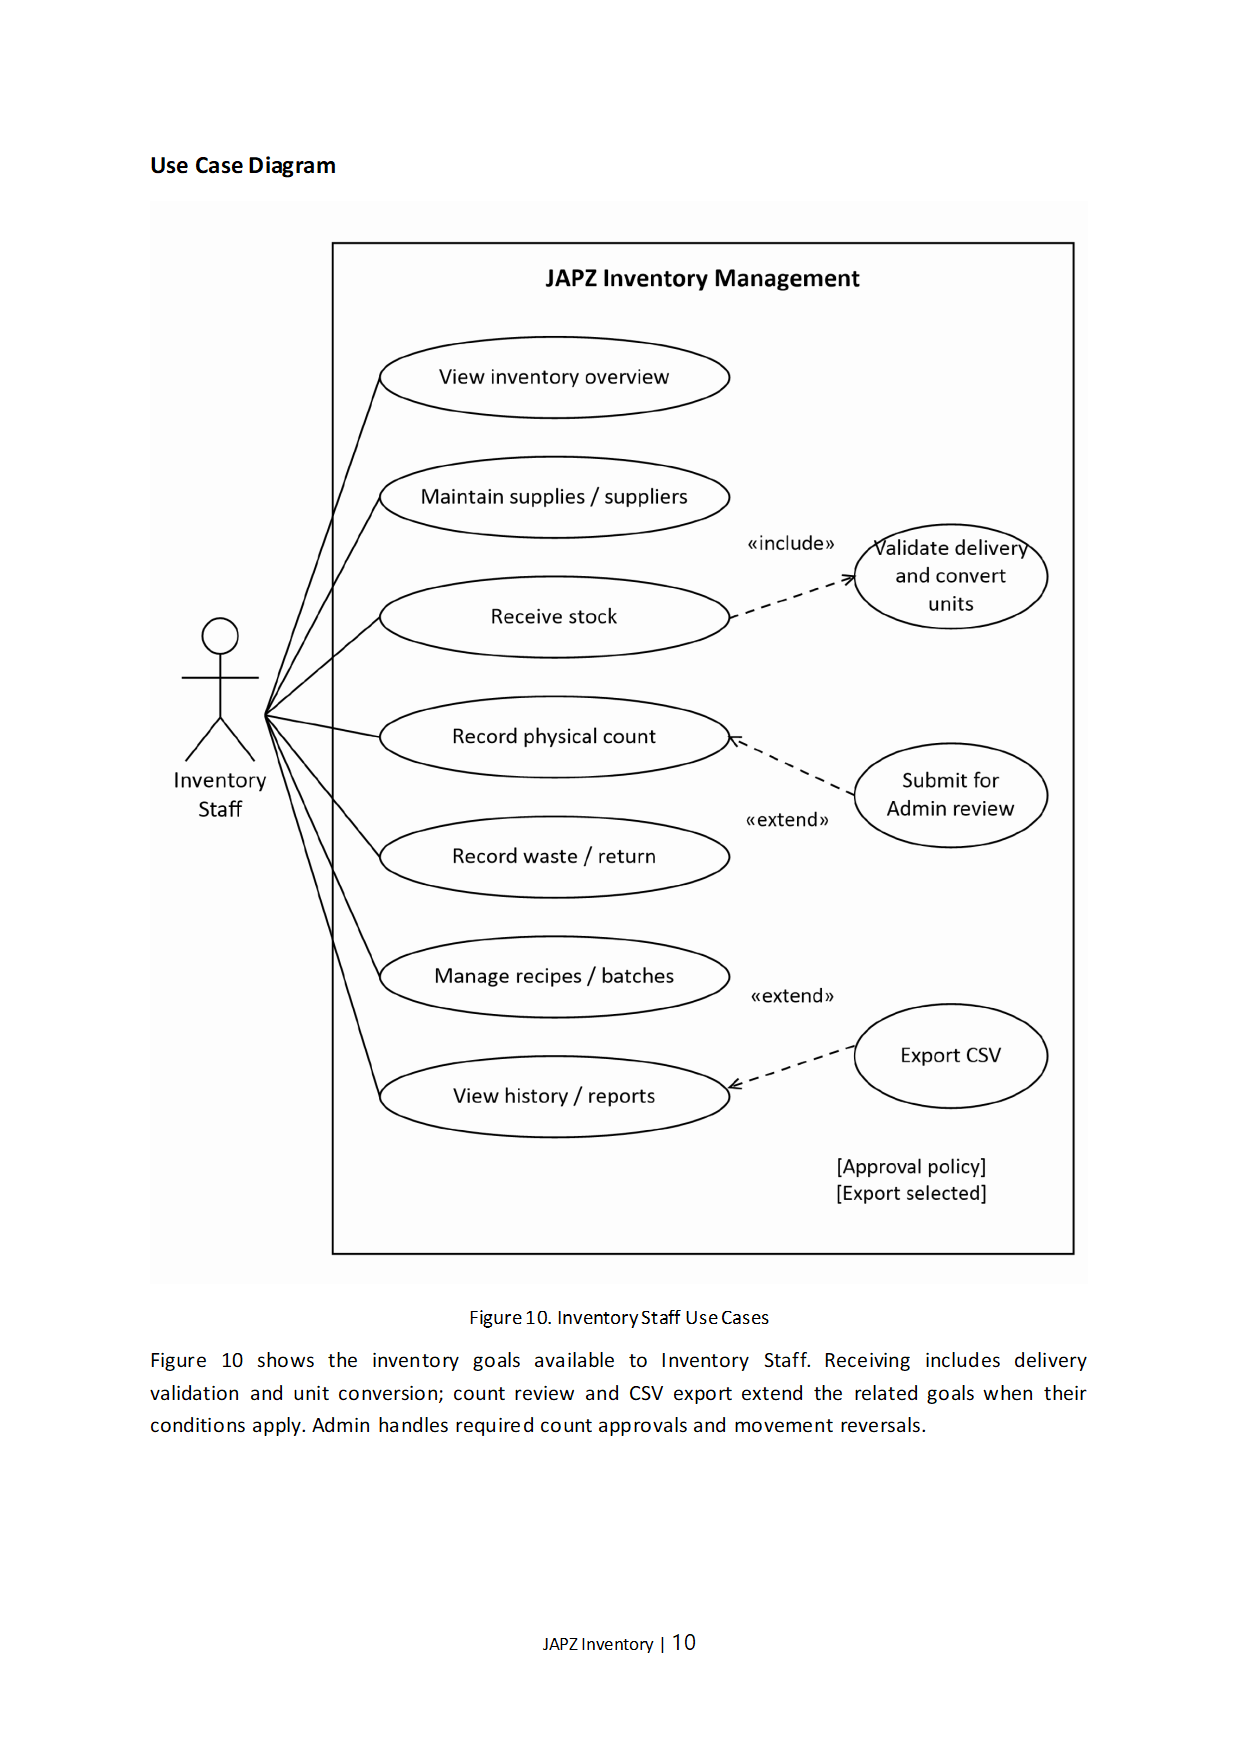 Use Case Diagram
JAPZ Inventory Management
View inventory overview
Maintain supplies / suppliers
«include»
Validate delivery
and convert
units
Receive stock
Record physical count
Inventory
Staff
Submit for
Admin review
«extend»
Record waste / return
Manage recipes / batches
«extend»
Export CSV
View history / reports
[Approval policy]
[Export selected]
Figure 10. Inventory Staff Use Cases
Figure 10 shows the inventory goals available to Inventory Staff. Receiving includes delivery
validation and unit conversion; count review and CSV export extend the related goals when their
conditions apply. Admin handles required count approvals and movement reversals.
JAPZ Inventory | 10